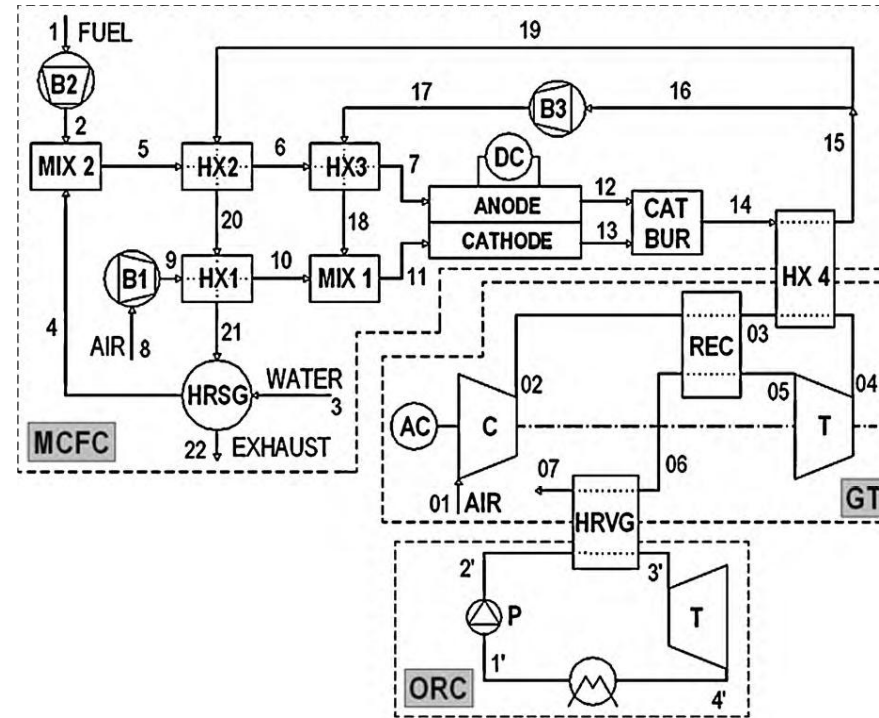 1 FUEL
19
B2
17
16
B3
2
5
6
7
DC
15
MIX 2
HX2
HX3
12
14
ANODE
CAT
BUR
CATHODE
13
20
18
9
10
11
HX 4
B1
HX1
MIX 1
4
21
AIR 8
REC
03
02
WATER
3
HRSG
AC
C
05
04
T
MCFC
22 EXHAUST
06
07
01 AIR
HRVG
GT
2'
3'
P
T
1'
ORC
4'